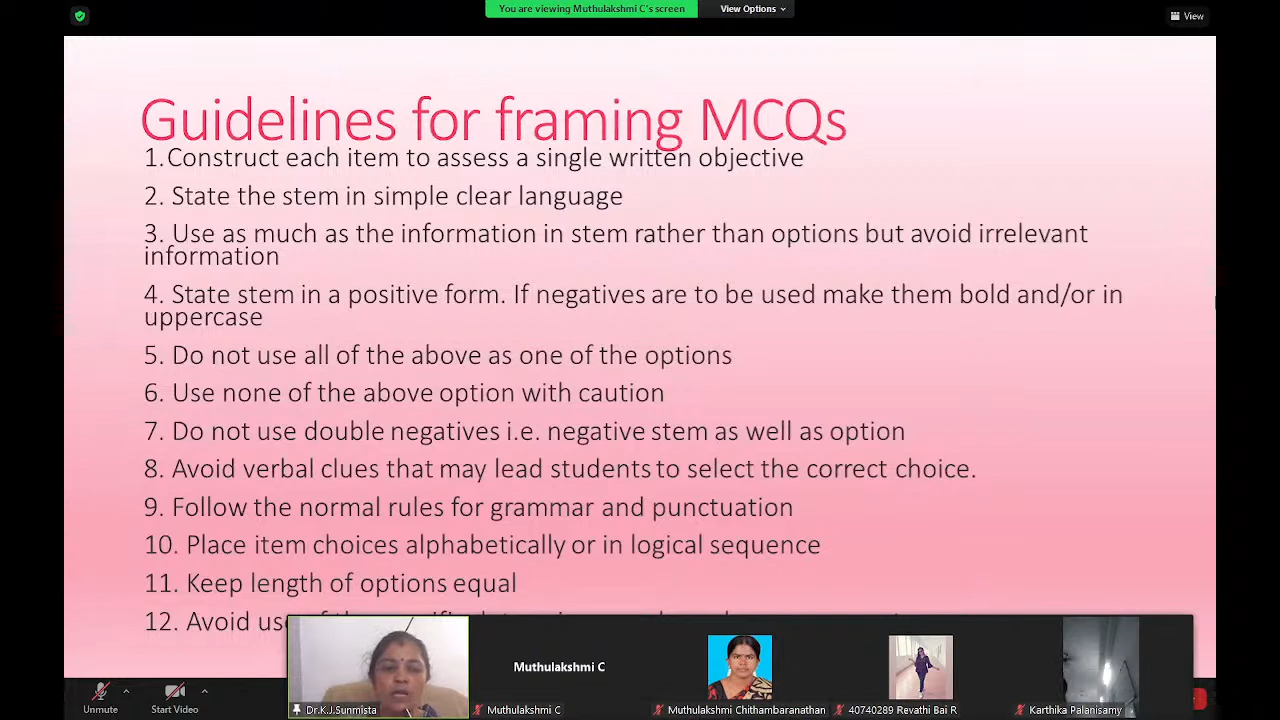 You are viewing Muthulakshmi C's screen
View Options
View
Guidelines for framing MCQs
1.Construct each item to assess a single written objective
2. State the stem in simple clear language
3. Use as much as the information in stem rather than options but avoid irrelevant
information
4. State stem in a positive form. If negatives are to be used make them bold and/or in
uppercase
5. Do not use all of the above as one of the options
6. Use none of the above option with caution
7. Do not use double negatives i.e. negative stem as well as option
8. Avoid verbal clues that may lead students to select the correct choice.
9. Follow the normal rules for grammar and punctuation
10. Place item choices alphabetically or in logical sequence
11. Keep length of options equal
12. Avoid
Muthulakshmi C
Unmute
Start Video
Dr.K.J.Sunmista
Muthulakshmi C
Muthulakshmi Chithambaranathan
40740289 Revathi Bai R
Karthika Palanisamy